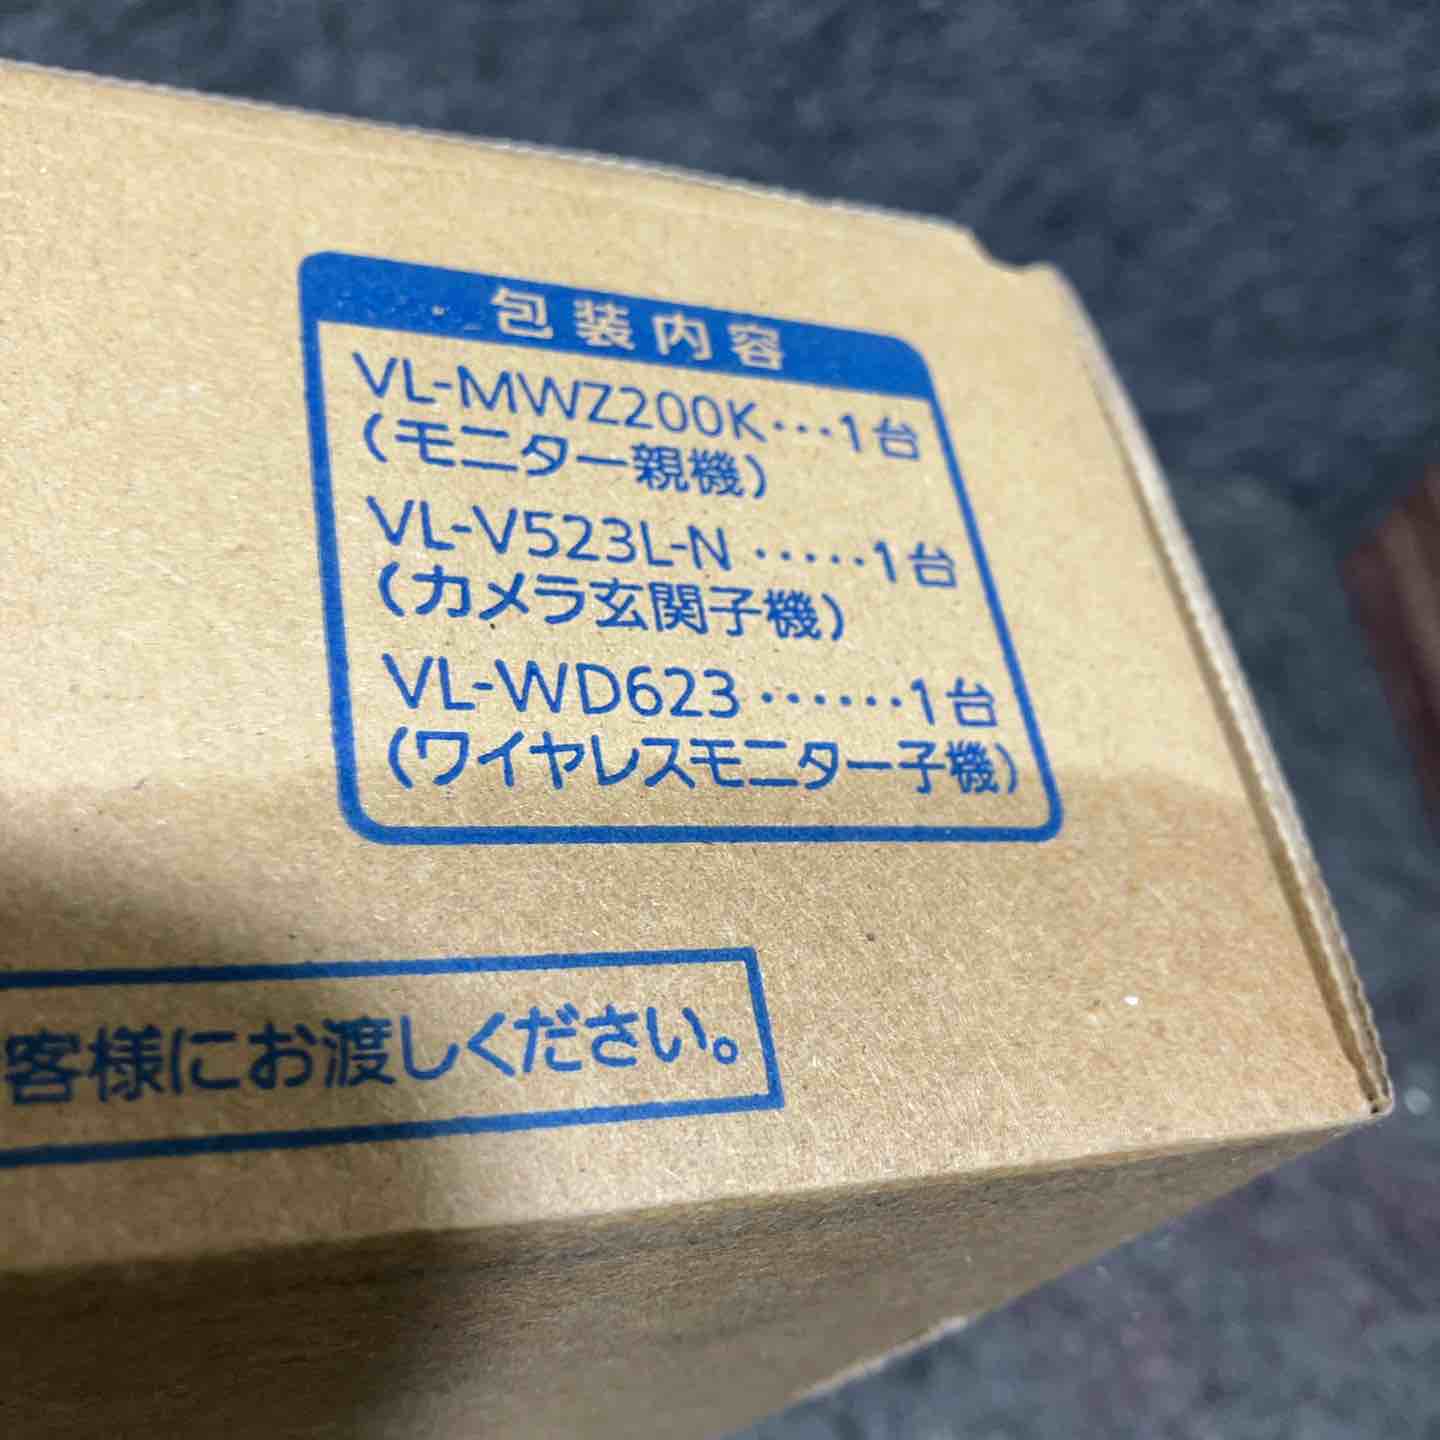 包装内容
VL-MWZ200K…1台
(モニター親機)
VL-V523L-N ……1台
(カメラ玄関子機)
VL-WD623 ……1台
(ワイヤレスモニター子機)
客様にお渡しください。